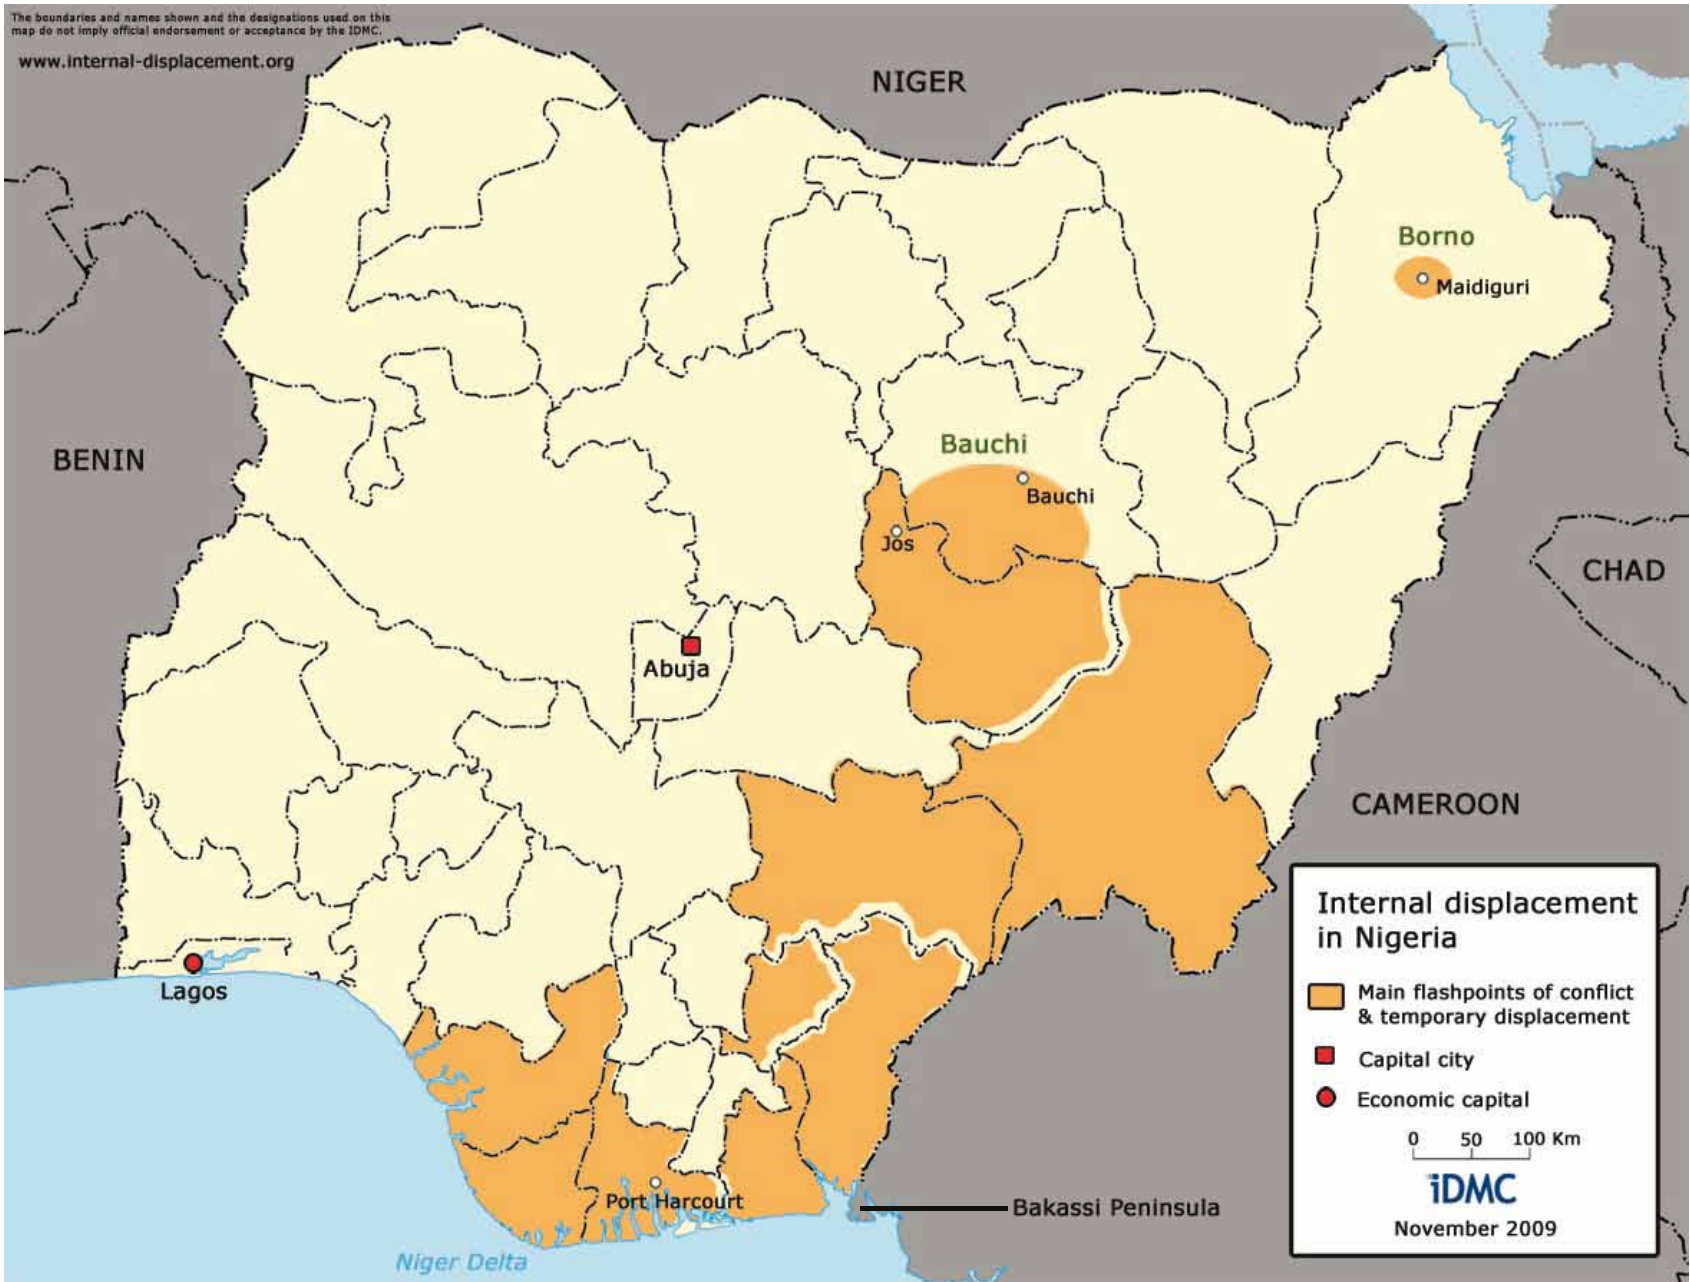 The boundaries and names shown and the designations used on this
map do not imply official endorsement or acceptance by the IDMC.
www.internal-displacement.org
NIGER
Borno
Maidiguri
BENIN
Bauchi
Bauchi
Jos
CHAD
Abuja
CAMEROON
Lagos
Port Harcourt
Bakassi Peninsula
Niger Delta
Internal displacement
in Nigeria
Main flashpoints of conflict
& temporary displacement
Capital city
Economic capital
0 50 100 Km
iDMC
November 2009